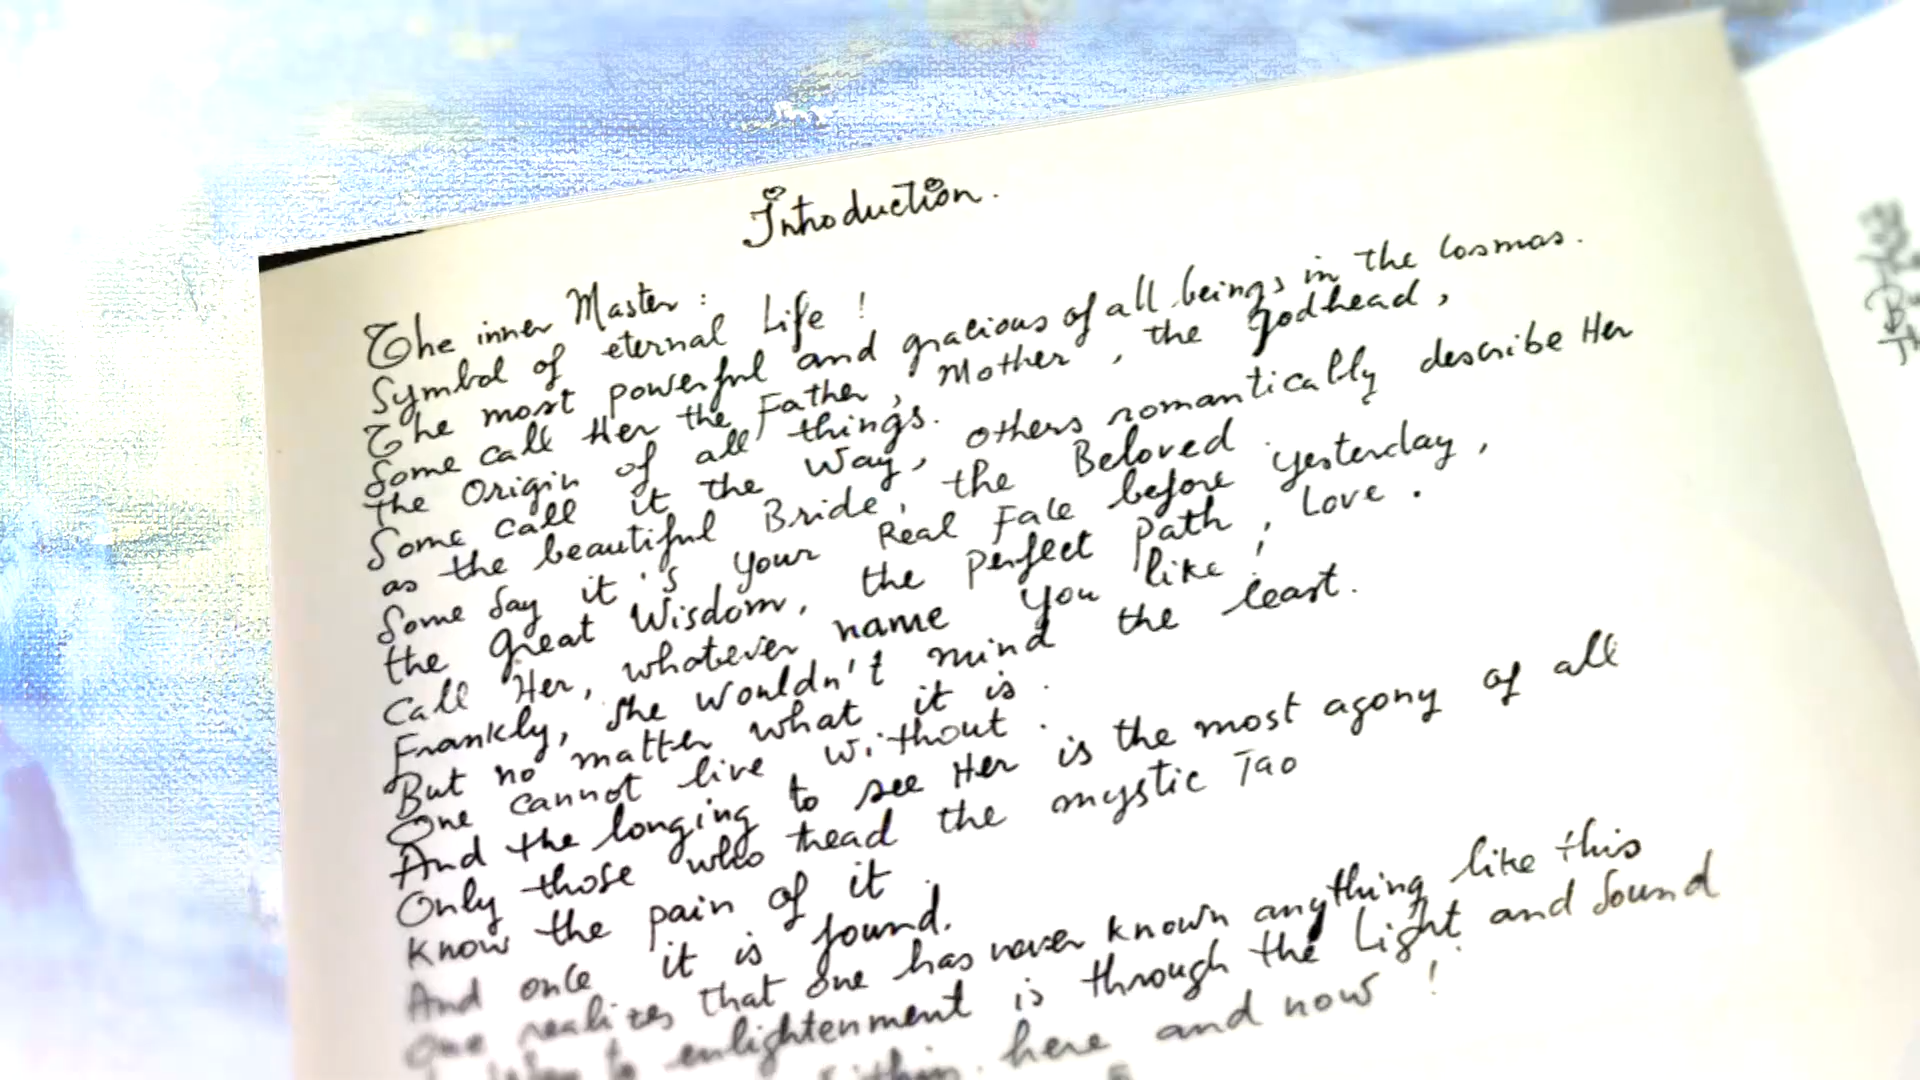 Introduction.
The inner Master :
Symbol of eternal Life !
The most powerful and gracious of all beings in the Cosmos.
Some call Her the Father, Mother, the godhead,
the Origin of all things.
Some call it the Way, others romantically describe Her
as the beautiful Bride, the Beloved.
Some say it's your Real Face before yesterday,
the great Wisdom, the perfect path, Love.
Call Her, whatever name you like!
Frankly, she wouldn't mind the least.
But no matter what it is.
One cannot live without.
And the longing to see Her is the most agony of all
Only those who tread the mystic Tao
know the pain of it.
And once it is found.
One realizes that one has never known anything like this
Way to enlightenment is through the Light and Sound
within. here and now !